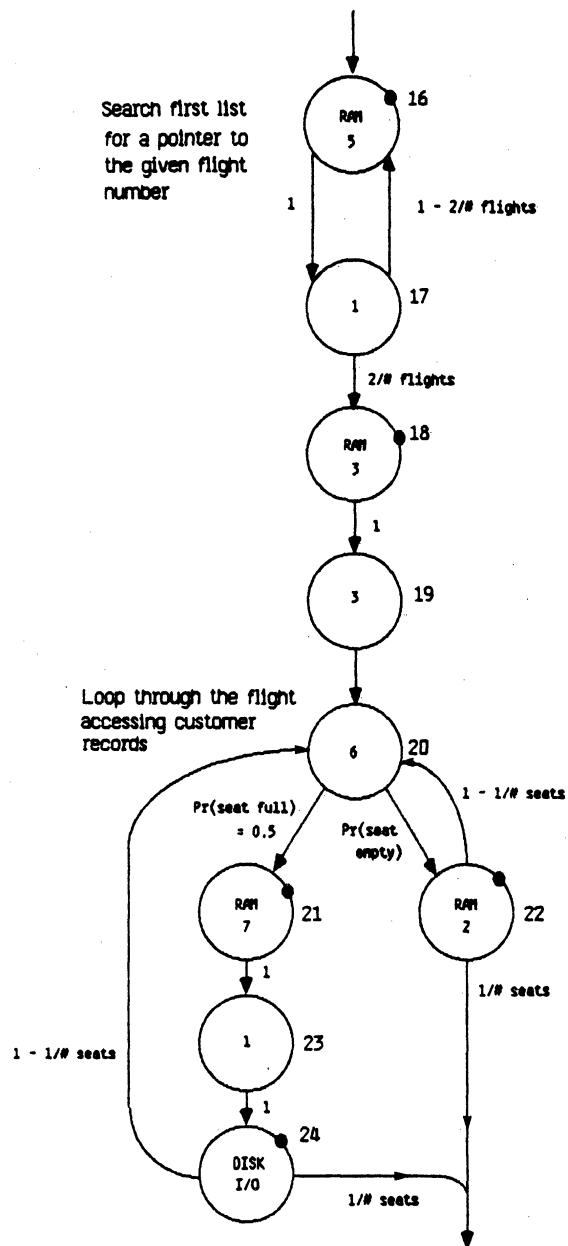 RAM
5
16
Search first list
for a pointer to
the given flight
number
1
1 - 2/# flights
1
17
2/# flights
RAM
3
18
1
3
19
Loop through the flight
accessing customer
records
6
20
1 - 1/# seats
Pr(seat full)
= 0.5
Pr(seat
empty)
RAM
7
21
RAM
2
22
1
1/# seats
1
23
1 - 1/# seats
1
24
DISK
I/O
1/# seats